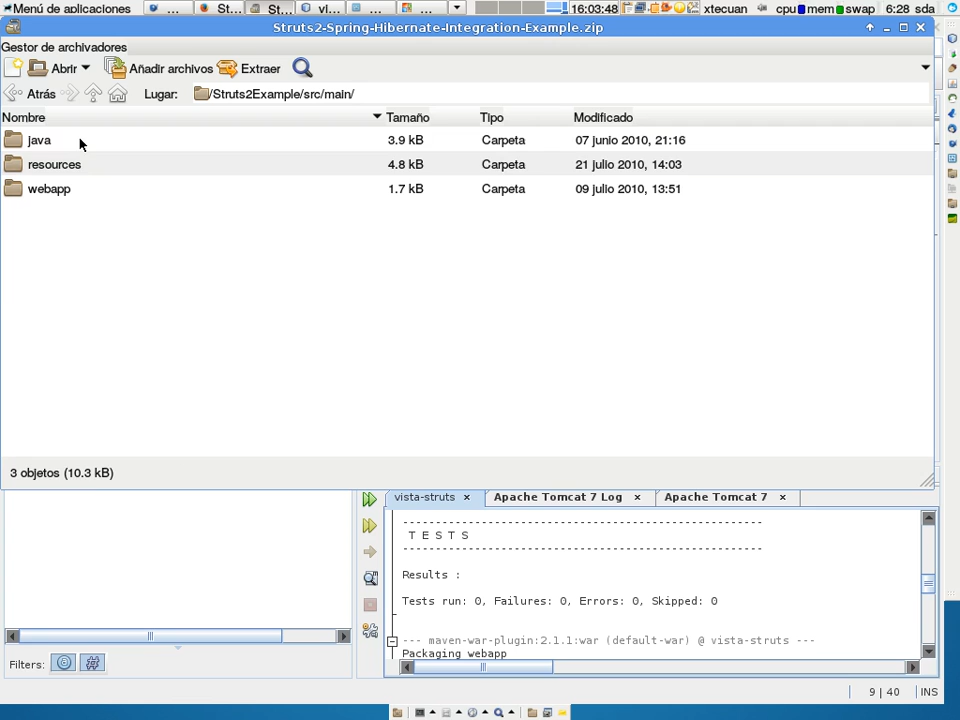 Menú de aplicaciones ... St... St... vi... ... ... 16:03:48 xtecuan cpu mem swap 6:28 sda
Struts2-Spring-Hibernate-Integration-Example.zip
Gestor de archivadores
Abrir Añadir archivos Extraer
Atrás Lugar: /Struts2Example/src/main/
Nombre Tamaño Tipo Modificado
java 3.9 kB Carpeta 07 junio 2010, 21:16
resources 4.8 kB Carpeta 21 julio 2010, 14:03
webapp 1.7 kB Carpeta 09 julio 2010, 13:51
3 objetos (10.3 kB)
vista-struts × Apache Tomcat 7 Log × Apache Tomcat 7 ×
-------------------------------------------------------
T E S T S
-------------------------------------------------------
Results :
Tests run: 0, Failures: 0, Errors: 0, Skipped: 0
--- maven-war-plugin:2.1.1:war (default-war) @ vista-struts ---
Packaging webapp
Filters:
9 | 40 INS